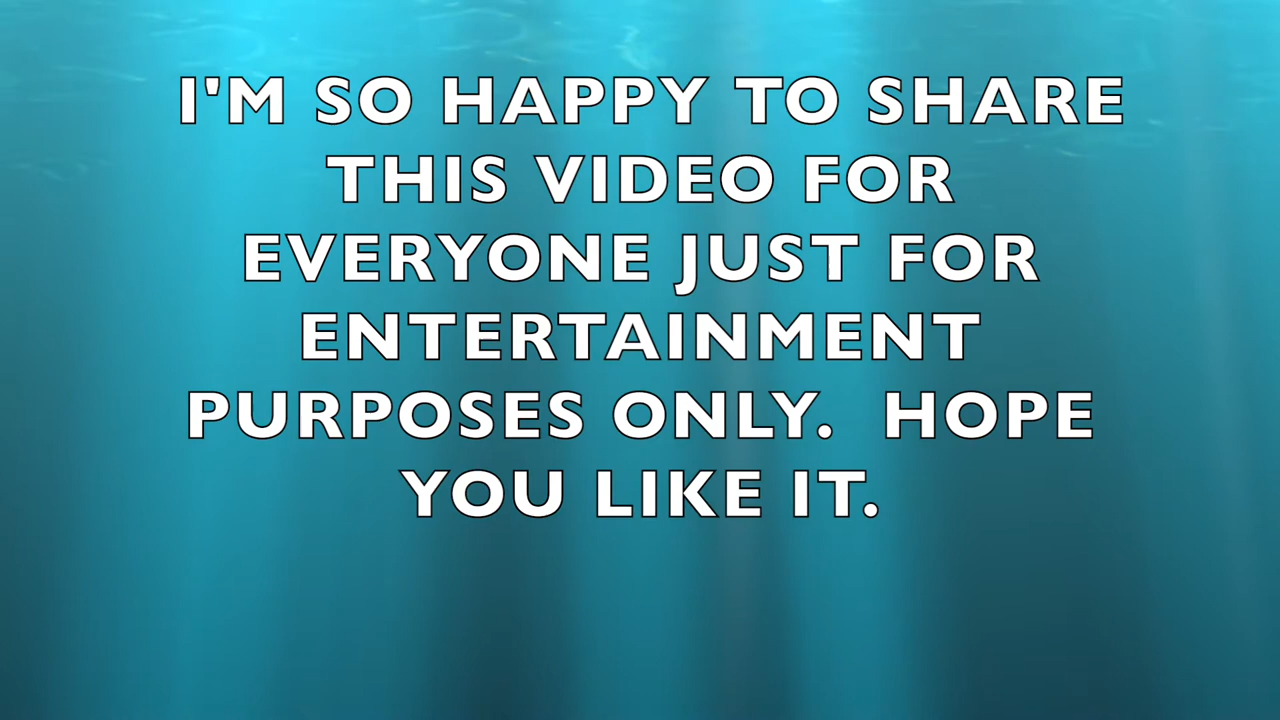 I'M SO HAPPY TO SHARE
THIS VIDEO FOR
EVERYONE JUST FOR
ENTERTAINMENT
PURPOSES ONLY.  HOPE
YOU LIKE IT.